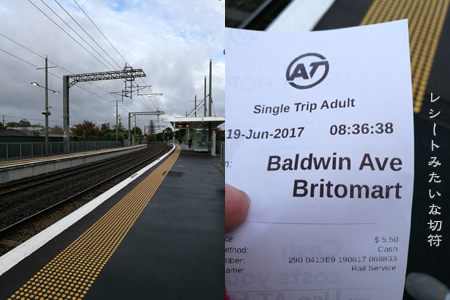 AT
Single Trip Adult
19-Jun-2017 08:36:38
Baldwin Ave
Britomart
$ 5.50
Cash
290 0413E9 190617 068833
Rail Service
レシートみたいな切符